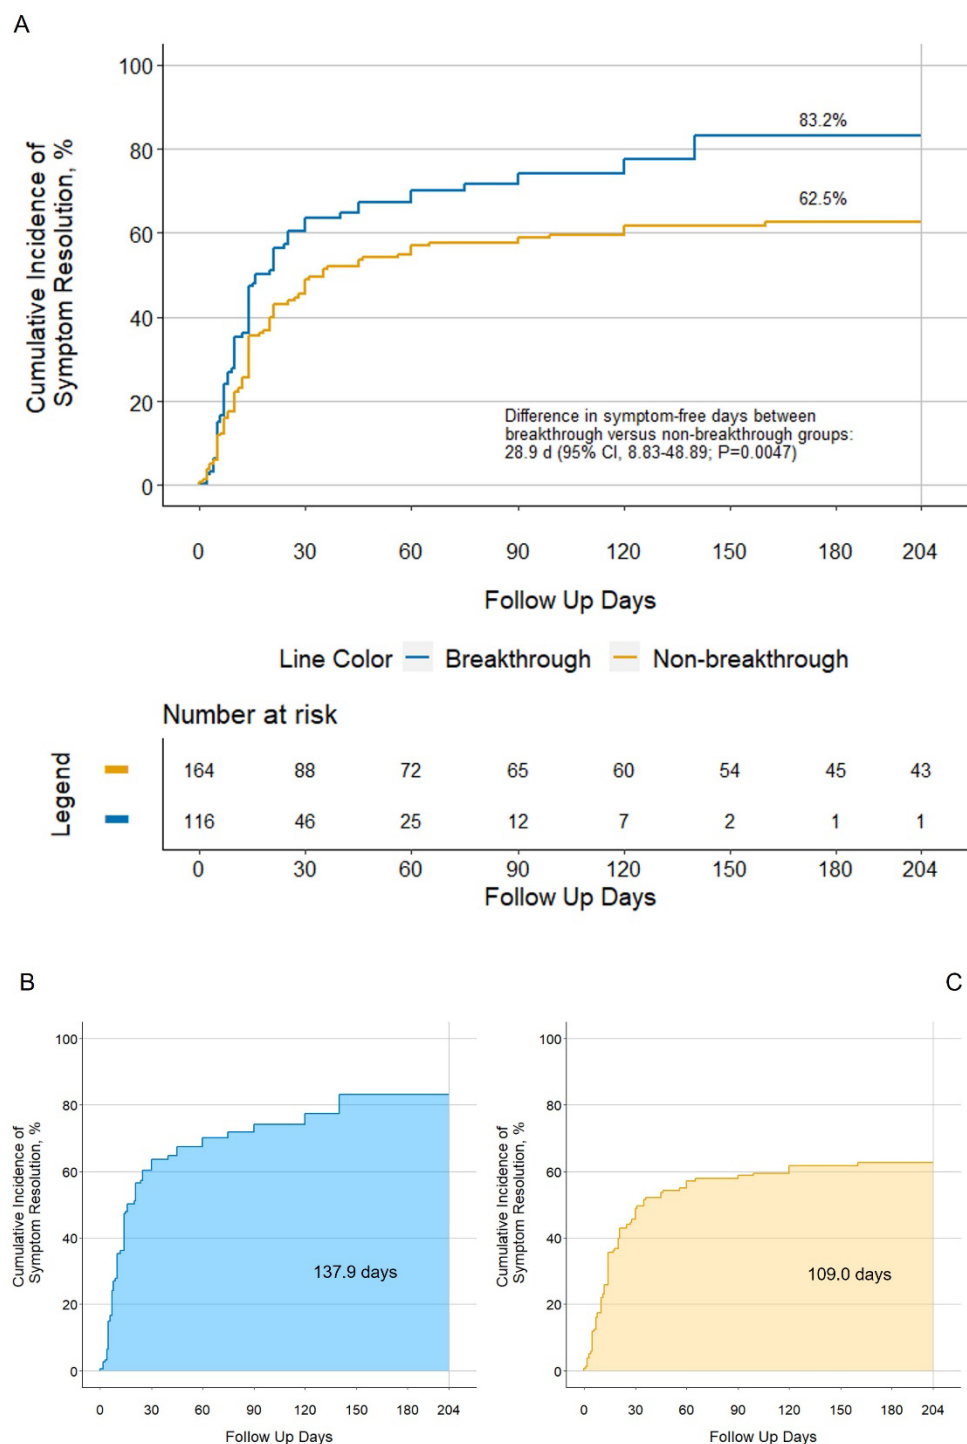 A
100
80
60
40
20
0
Cumulative Incidence of
Symptom Resolution, %
83.2%
62.5%
Difference in symptom-free days between
breakthrough versus non-breakthrough groups:
28.9 d (95% CI, 8.83-48.89; P=0.0047)
0 30 60 90 120 150 180 204
Follow Up Days
Line Color Breakthrough Non-breakthrough
Number at risk
Legend
164 88 72 65 60 54 45 43
116 46 25 12 7 2 1 1
0 30 60 90 120 150 180 204
Follow Up Days
B
100
80
60
40
20
0
Cumulative Incidence of
Symptom Resolution, %
137.9 days
0 30 60 90 120 150 180 204
Follow Up Days
C
100
80
60
40
20
0
Cumulative Incidence of
Symptom Resolution, %
109.0 days
0 30 60 90 120 150 180 204
Follow Up Days